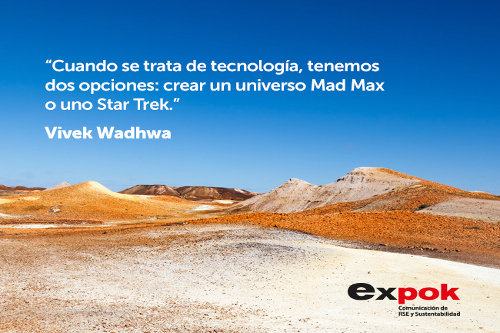 “Cuando se trata de tecnología, tenemos
dos opciones: crear un universo Mad Max
o uno Star Trek.”
Vivek Wadhwa
expok
Comunicación de
RSE y Sustentabilidad